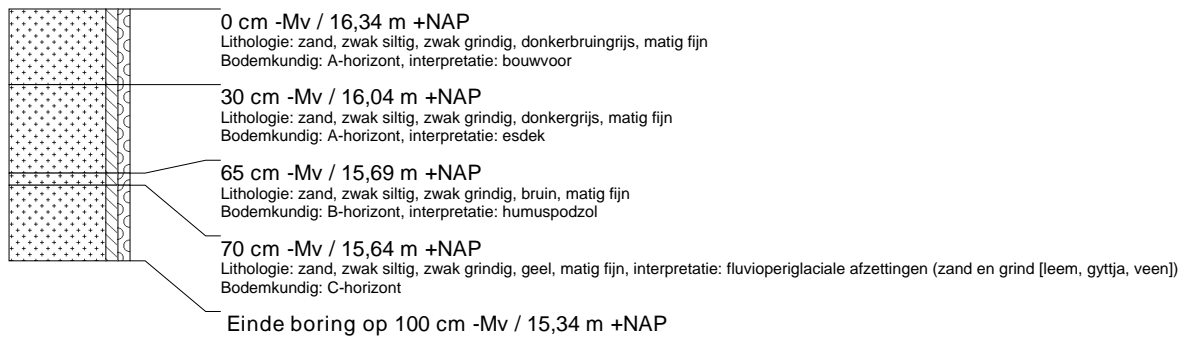 0 cm -Mv / 16,34 m +NAP
Lithologie: zand, zwak siltig, zwak grindig, donkerbruingrijs, matig fijn
Bodemkundig: A-horizont, interpretatie: bouwvoor
30 cm -Mv / 16,04 m +NAP
Lithologie: zand, zwak siltig, zwak grindig, donkergrijs, matig fijn
Bodemkundig: A-horizont, interpretatie: esdek
65 cm -Mv / 15,69 m +NAP
Lithologie: zand, zwak siltig, zwak grindig, bruin, matig fijn
Bodemkundig: B-horizont, interpretatie: humuspodzol
70 cm -Mv / 15,64 m +NAP
Lithologie: zand, zwak siltig, zwak grindig, geel, matig fijn, interpretatie: fluvioperiglaciale afzettingen (zand en grind [leem, gyttja, veen])
Bodemkundig: C-horizont
Einde boring op 100 cm -Mv / 15,34 m +NAP